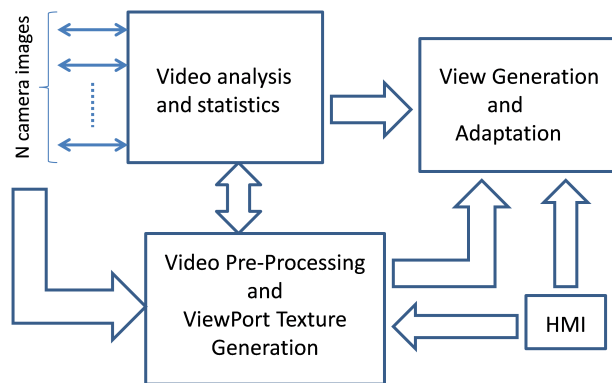 N camera images
Video analysis
and statistics
View Generation
and
Adaptation
Video Pre-Processing
and
ViewPort Texture
Generation
HMI